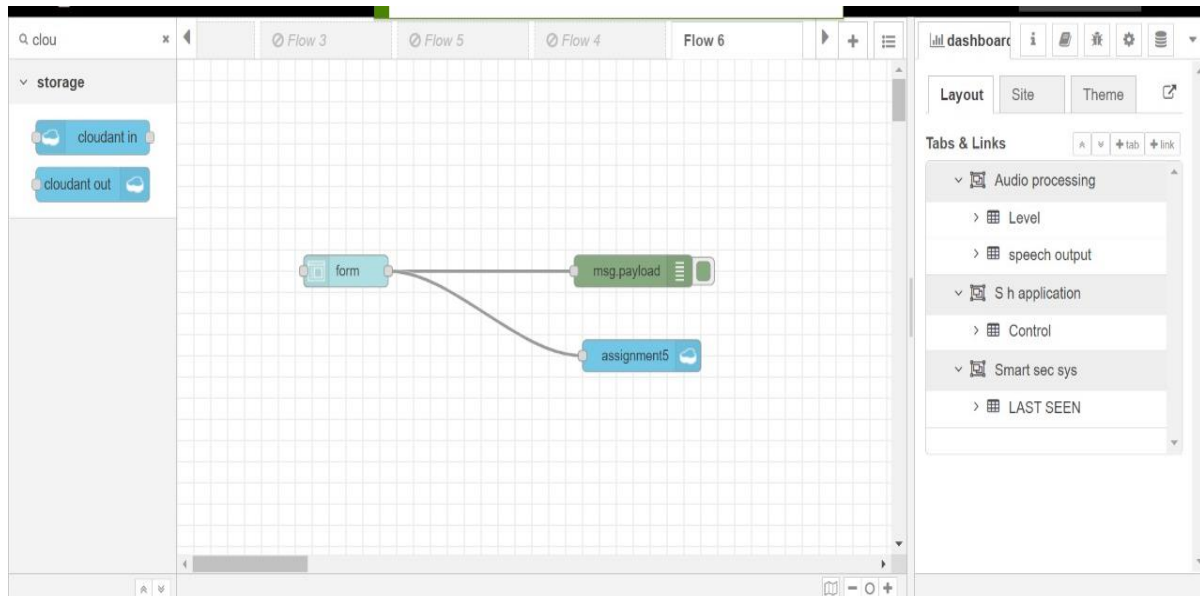 clou
Flow 3
Flow 5
Flow 4
Flow 6
dashboard
storage
cloudant in
cloudant out
form
msg.payload
assignment5
Layout
Site
Theme
Tabs & Links
+ tab
+ link
Audio processing
Level
speech output
S h application
Control
Smart sec sys
LAST SEEN